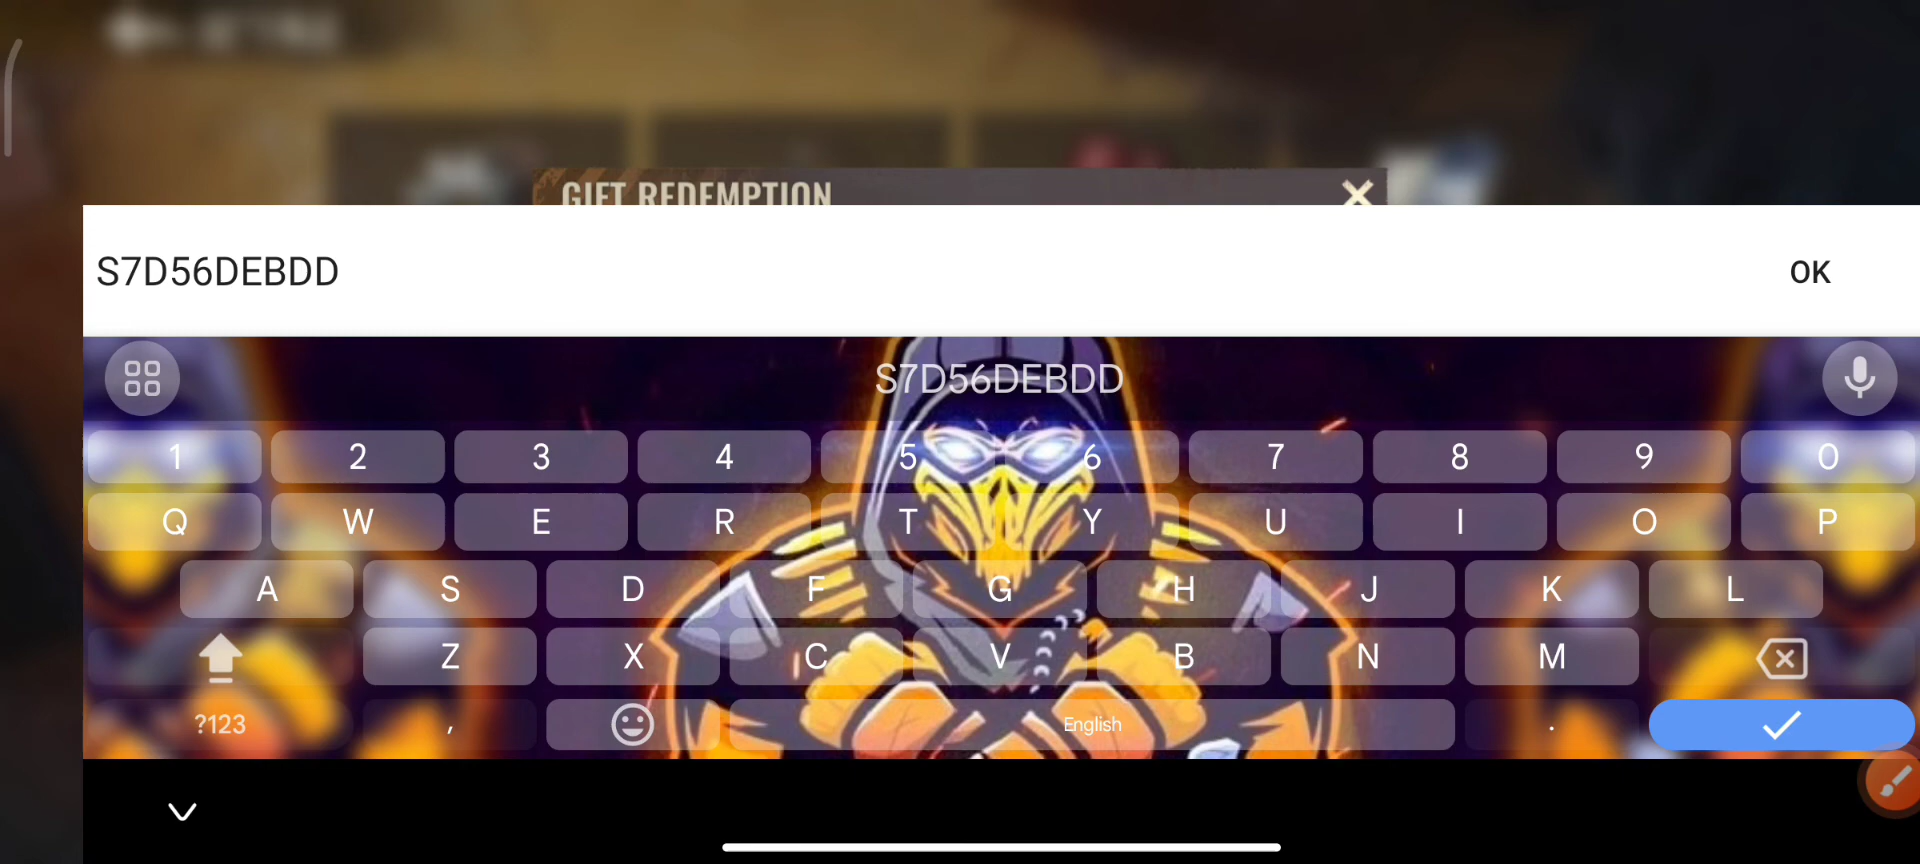 GIFT REDEMPTION
S7D56DEBDD
OK
S7D56DEBDD
1 2 3 4 5 6 7 8 9 0
Q W E R T Y U I O P
A S D F G H J K L
Z X C V B N M
?123 , English .